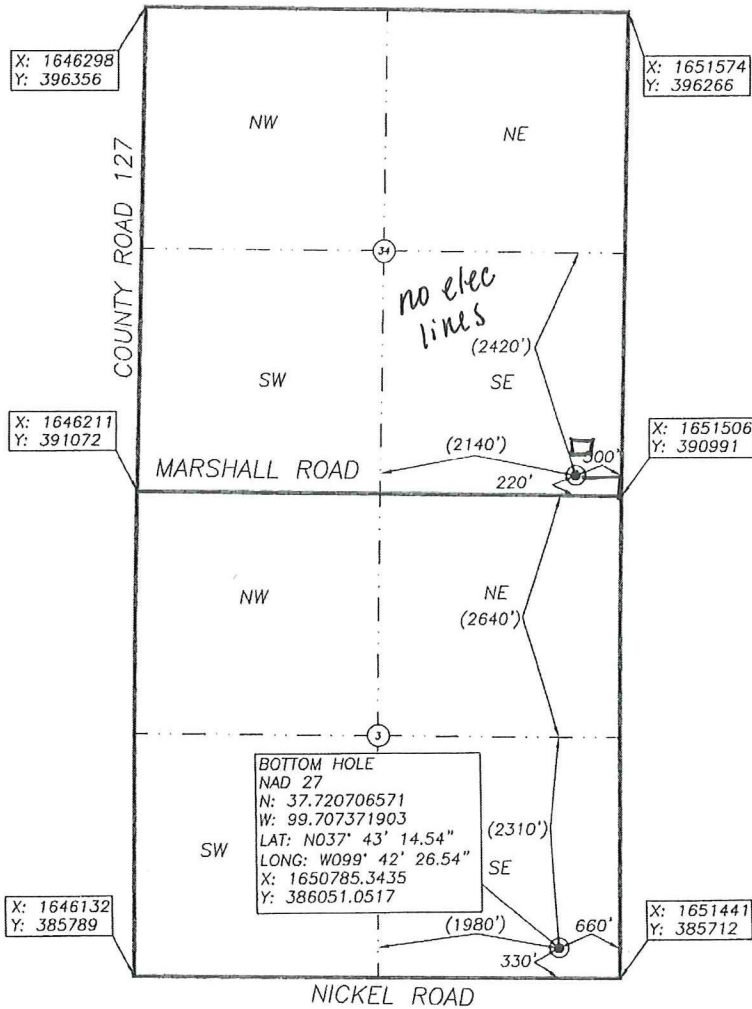 X: 1646298
Y: 396356
X: 1651574
Y: 396266
NW
NE
COUNTY ROAD 127
34
no elec
lines
(2420')
SW
SE
X: 1646211
Y: 391072
(2140')
300'
X: 1651506
Y: 390991
MARSHALL ROAD
220'
NW
NE
(2640')
3
BOTTOM HOLE
NAD 27
N: 37.720706571
W: 99.707371903
LAT: N037° 43' 14.54"
LONG: W099° 42' 26.54"
X: 1650785.3435
Y: 386051.0517
SW
(2310')
SE
X: 1646132
Y: 385789
(1980')
660'
X: 1651441
Y: 385712
330'
NICKEL ROAD